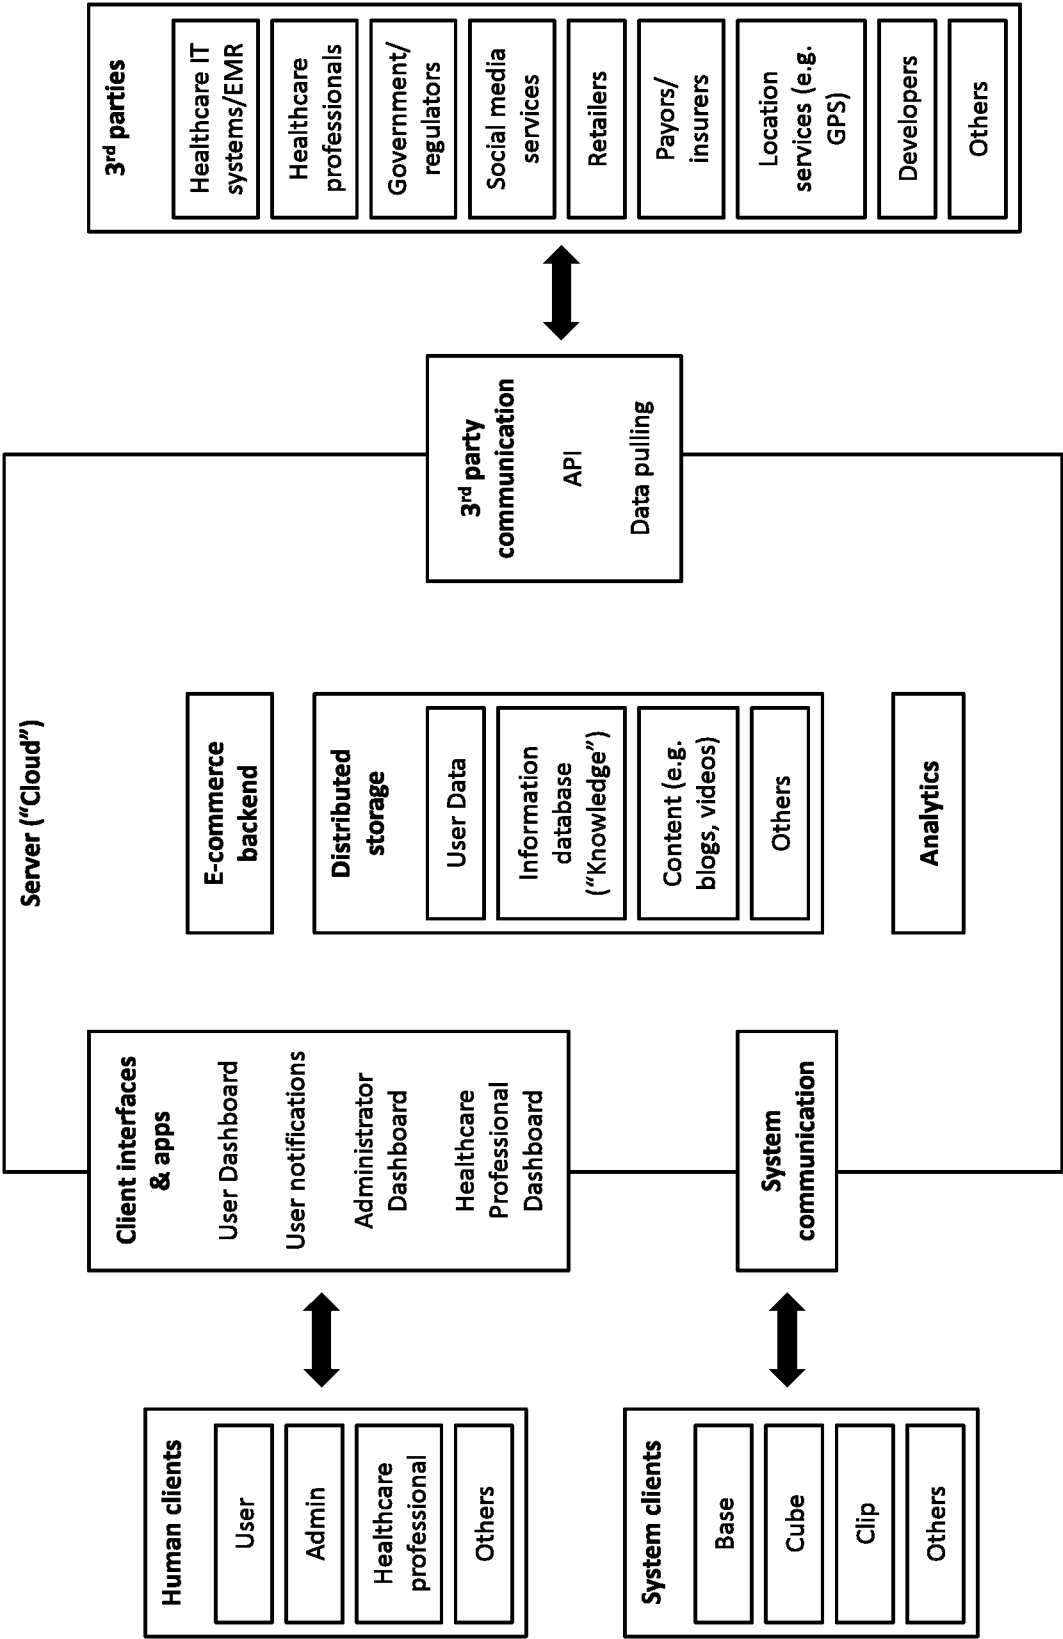 Server (“Cloud”)
Human clients
User
Admin
Healthcare
professional
Others
System clients
Base
Cube
Clip
Others
Client interfaces
& apps
User Dashboard
User notifications
Administrator
Dashboard
Healthcare
Professional
Dashboard
System
communication
E-commerce
backend
Distributed
storage
User Data
Information
database
(“Knowledge”)
Content (e.g.
blogs, videos)
Others
Analytics
3rd party
communication
API
Data pulling
3rd parties
Healthcare IT
systems/EMR
Healthcare
professionals
Government/
regulators
Social media
services
Retailers
Payors/
insurers
Location
services (e.g.
GPS)
Developers
Others